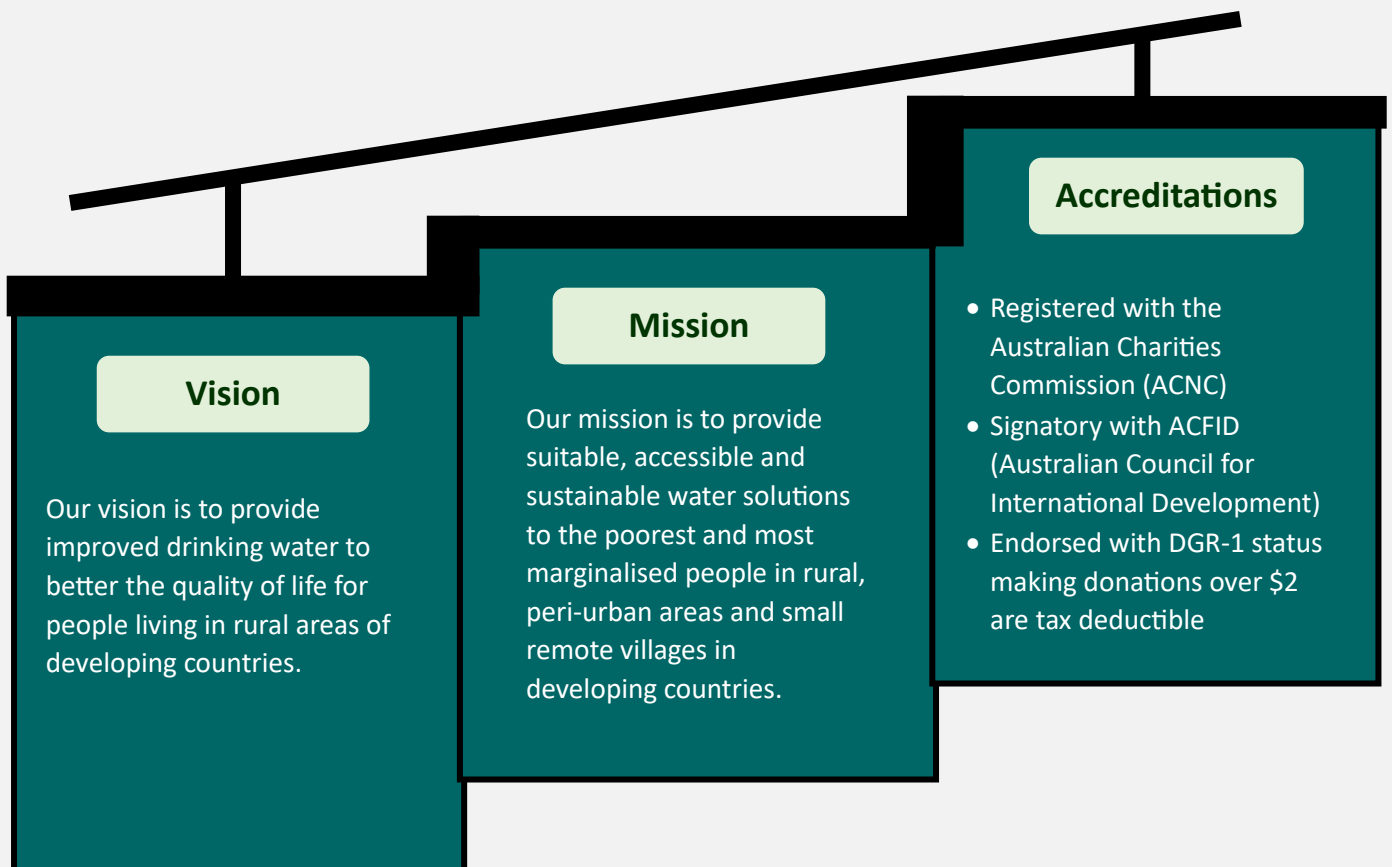 Vision
Our vision is to provide
improved drinking water to
better the quality of life for
people living in rural areas of
developing countries.
Mission
Our mission is to provide
suitable, accessible and
sustainable water solutions
to the poorest and most
marginalised people in rural,
peri-urban areas and small
remote villages in
developing countries.
Accreditations
• Registered with the
Australian Charities
Commission (ACNC)
• Signatory with ACFID
(Australian Council for
International Development)
• Endorsed with DGR-1 status
making donations over $2
are tax deductible